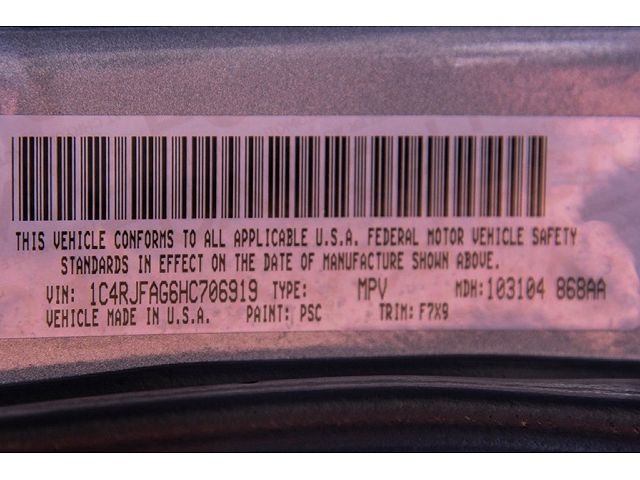 THIS VEHICLE CONFORMS TO ALL APPLICABLE U.S.A. FEDERAL MOTOR VEHICLE SAFETY
STANDARDS IN EFFECT ON THE DATE OF MANUFACTURE SHOWN ABOVE.
VIN: 1C4RJFAG6HC706919 TYPE: MPV MDH:103104 868AA
VEHICLE MADE IN U.S.A. PAINT: PSC TRIM: F7X9